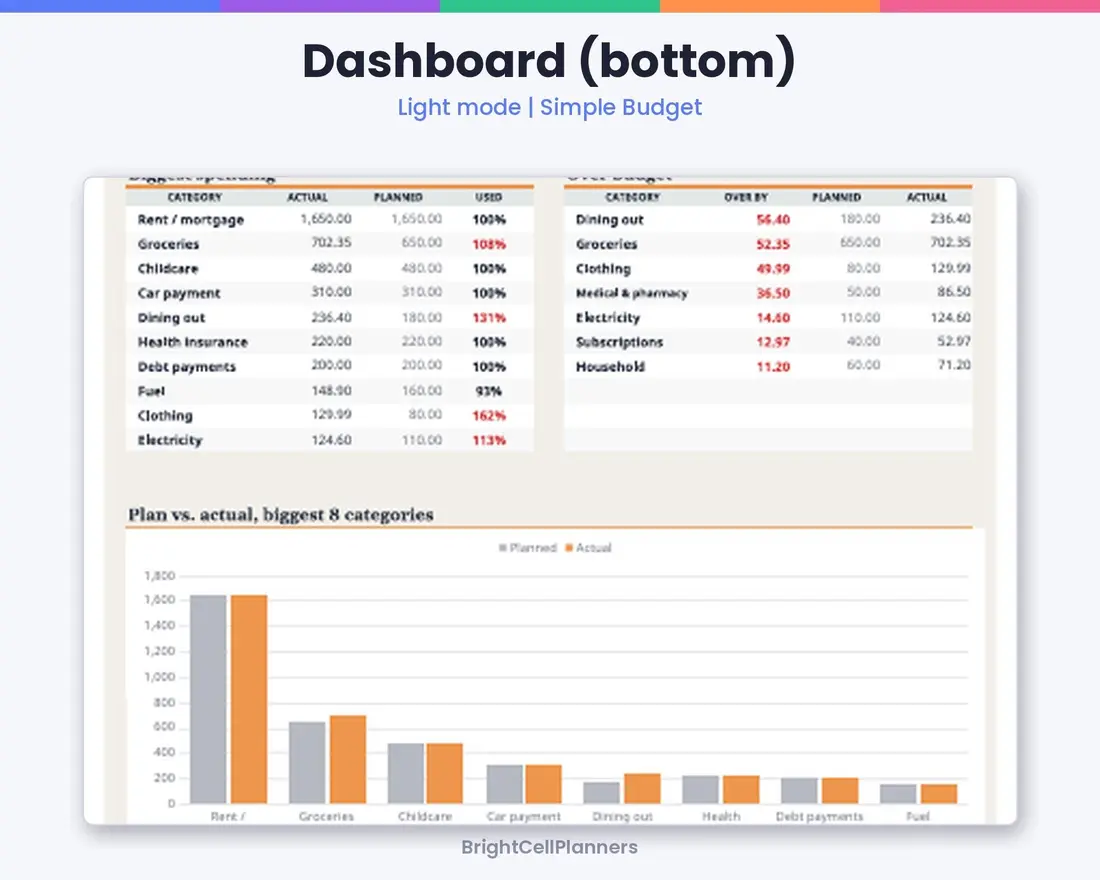 Dashboard (bottom)
Light mode | Simple Budget
Biggest spending
CATEGORY ACTUAL PLANNED USED
Rent / mortgage 1,650.00 1,650.00 100%
Groceries 702.35 650.00 108%
Childcare 480.00 480.00 100%
Car payment 310.00 310.00 100%
Dining out 236.40 180.00 131%
Health insurance 220.00 220.00 100%
Debt payments 200.00 200.00 100%
Fuel 148.90 160.00 93%
Clothing 129.99 80.00 162%
Electricity 124.60 110.00 113%
Over budget
CATEGORY OVER BY PLANNED ACTUAL
Dining out 56.40 180.00 236.40
Groceries 52.35 650.00 702.35
Clothing 49.99 80.00 129.99
Medical & pharmacy 36.50 50.00 86.50
Electricity 14.60 110.00 124.60
Subscriptions 12.97 40.00 52.97
Household 11.20 60.00 71.20
Plan vs. actual, biggest 8 categories
Planned Actual
1,800
1,600
1,400
1,200
1,000
800
600
400
200
0
Rent / Groceries Childcare Car payment Dining out Health Debt payments Fuel
BrightCellPlanners